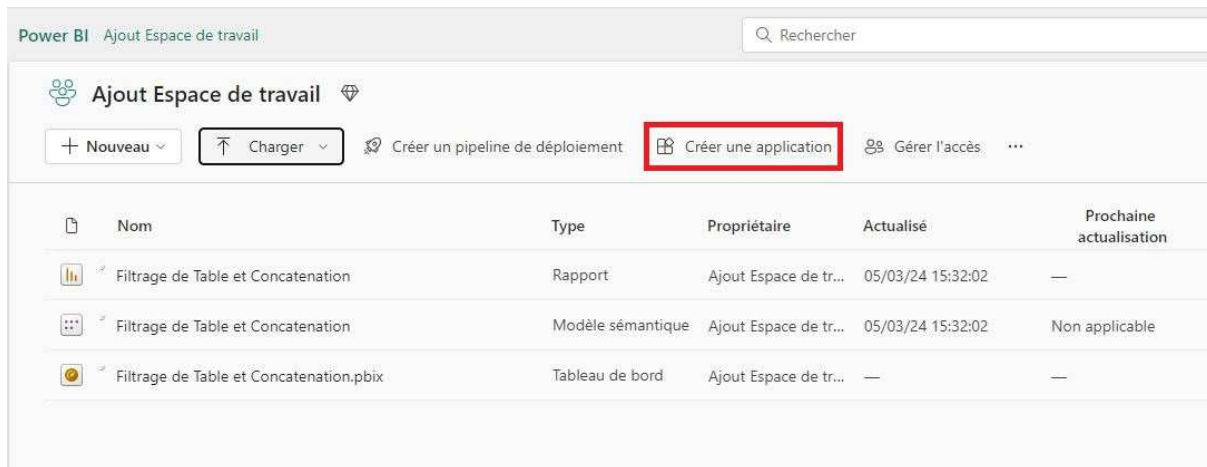 Power BI Ajout Espace de travail Rechercher
Ajout Espace de travail
Nouveau Charger Créer un pipeline de déploiement Créer une application Gérer l'accès ...
Nom Type Propriétaire Actualisé Prochaine actualisation
Filtrage de Table et Concatenation Rapport Ajout Espace de tr... 05/03/24 15:32:02 —
Filtrage de Table et Concatenation Modèle sémantique Ajout Espace de tr... 05/03/24 15:32:02 Non applicable
Filtrage de Table et Concatenation.pbix Tableau de bord Ajout Espace de tr... — —